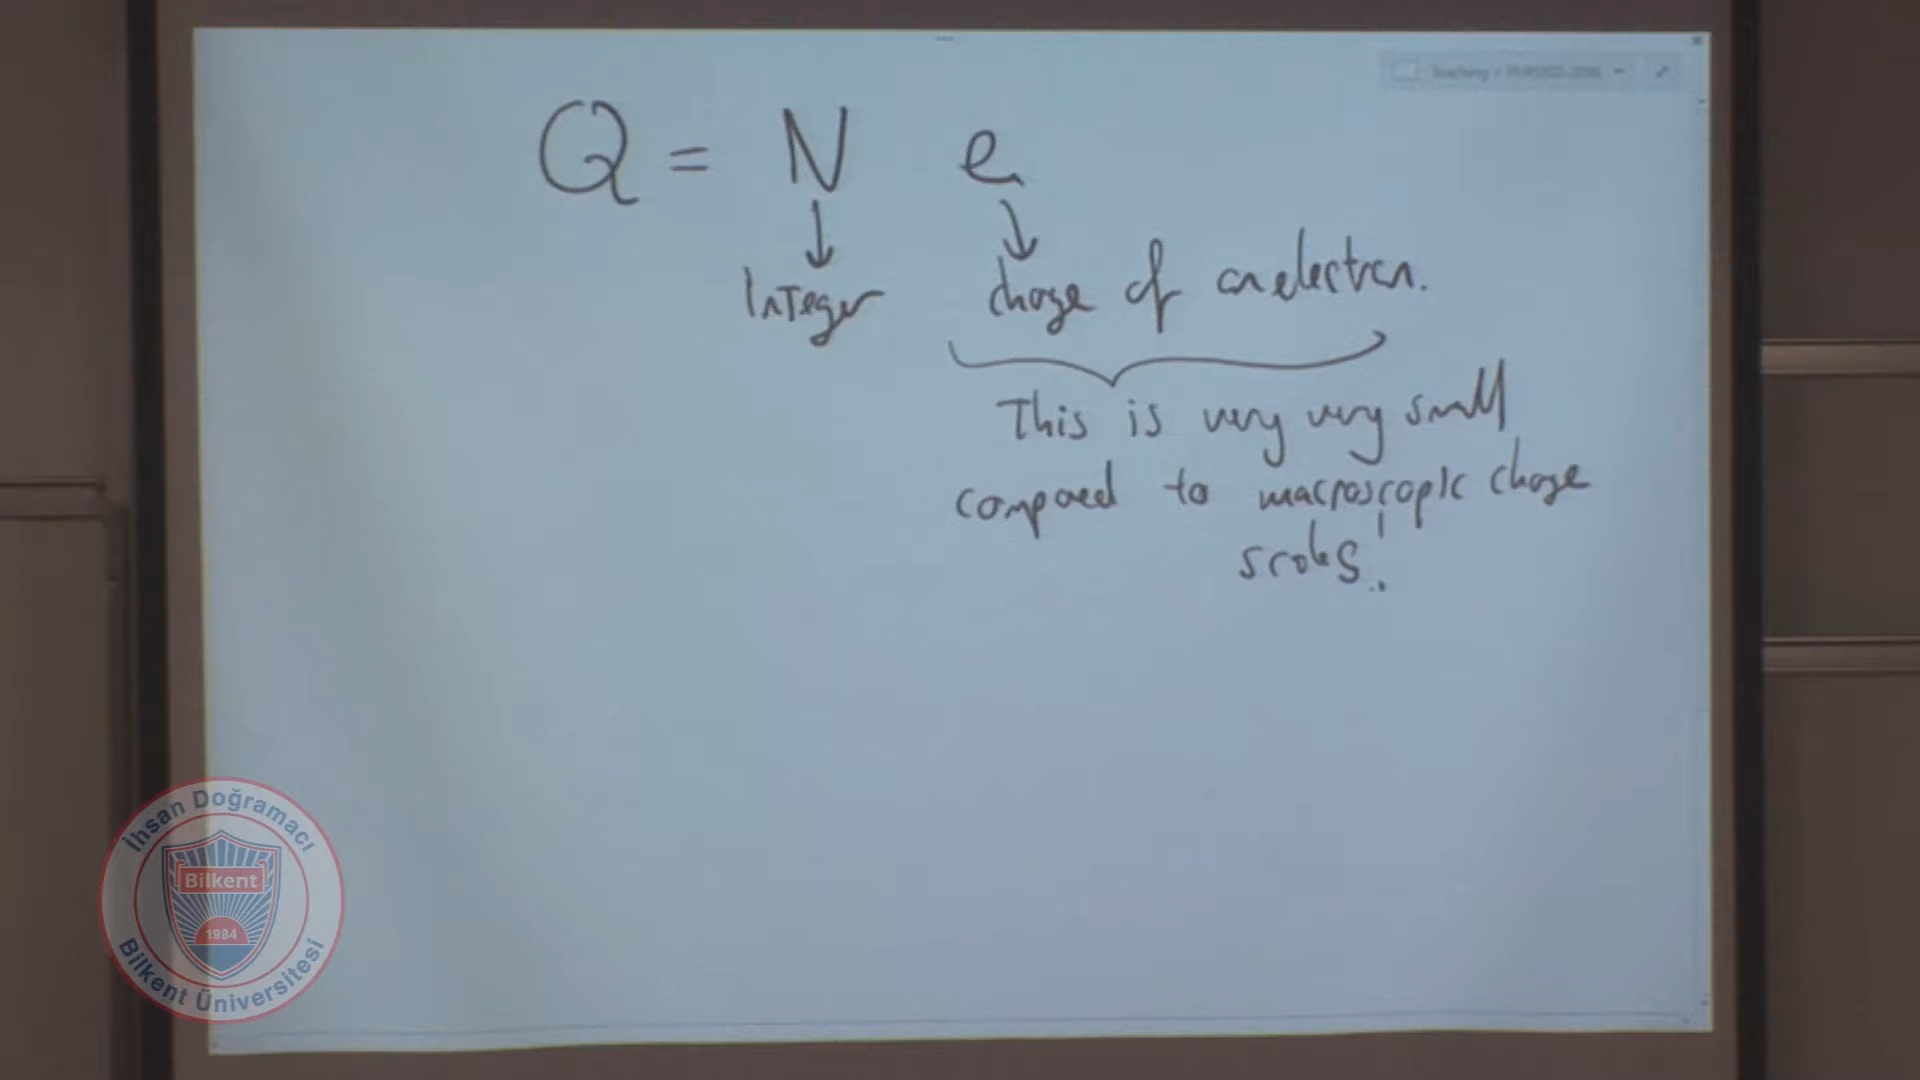 Q = N e
Integer charge of an electron.
This is very very small
compared to macroscopic charge
scales!
İhsan Doğramacı
Bilkent
1984
Bilkent Üniversitesi